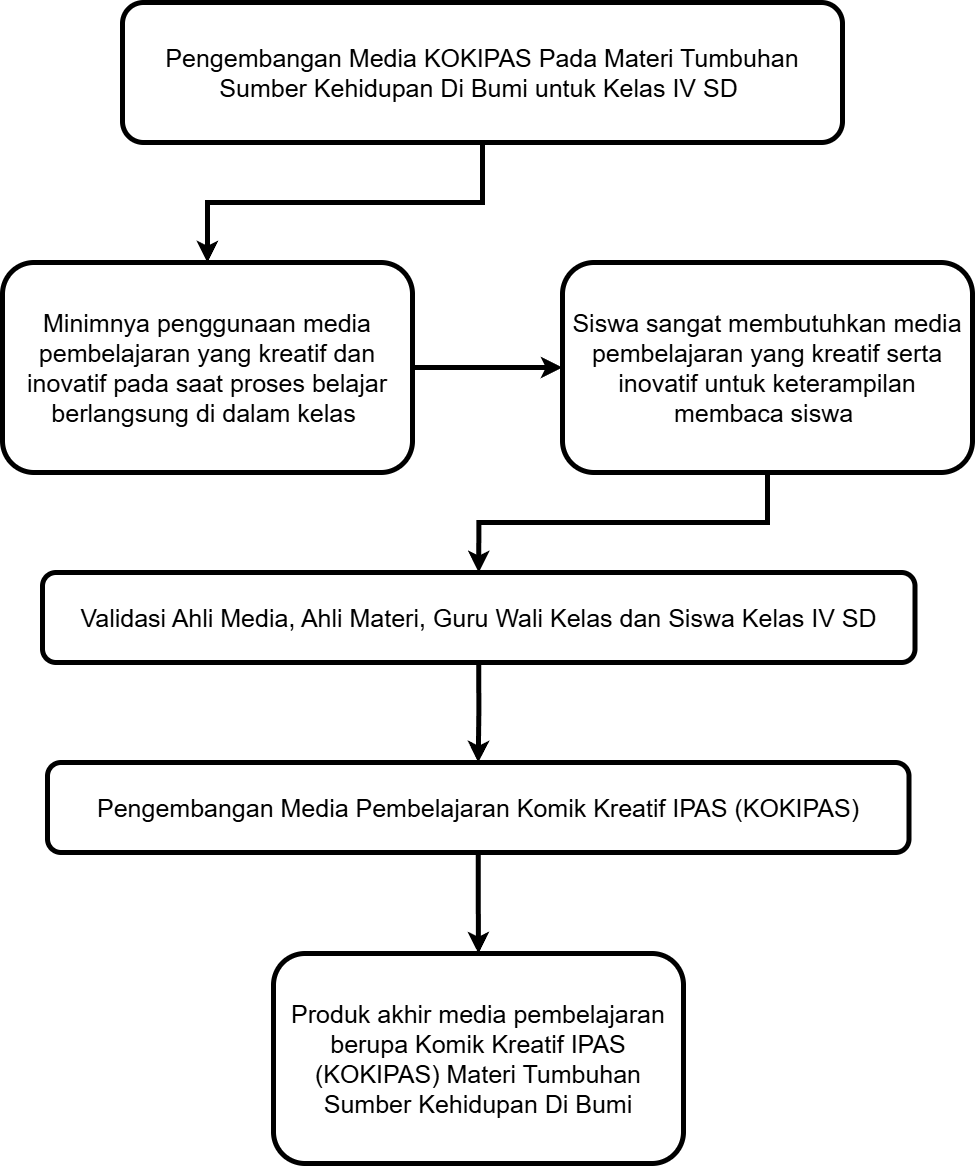 Pengembangan Media KOKIPAS Pada Materi Tumbuhan
Sumber Kehidupan Di Bumi untuk Kelas IV SD
Minimnya penggunaan media
pembelajaran yang kreatif dan
inovatif pada saat proses belajar
berlangsung di dalam kelas
Siswa sangat membutuhkan media
pembelajaran yang kreatif serta
inovatif untuk keterampilan
membaca siswa
Validasi Ahli Media, Ahli Materi, Guru Wali Kelas dan Siswa Kelas IV SD
Pengembangan Media Pembelajaran Komik Kreatif IPAS (KOKIPAS)
Produk akhir media pembelajaran
berupa Komik Kreatif IPAS
(KOKIPAS) Materi Tumbuhan
Sumber Kehidupan Di Bumi